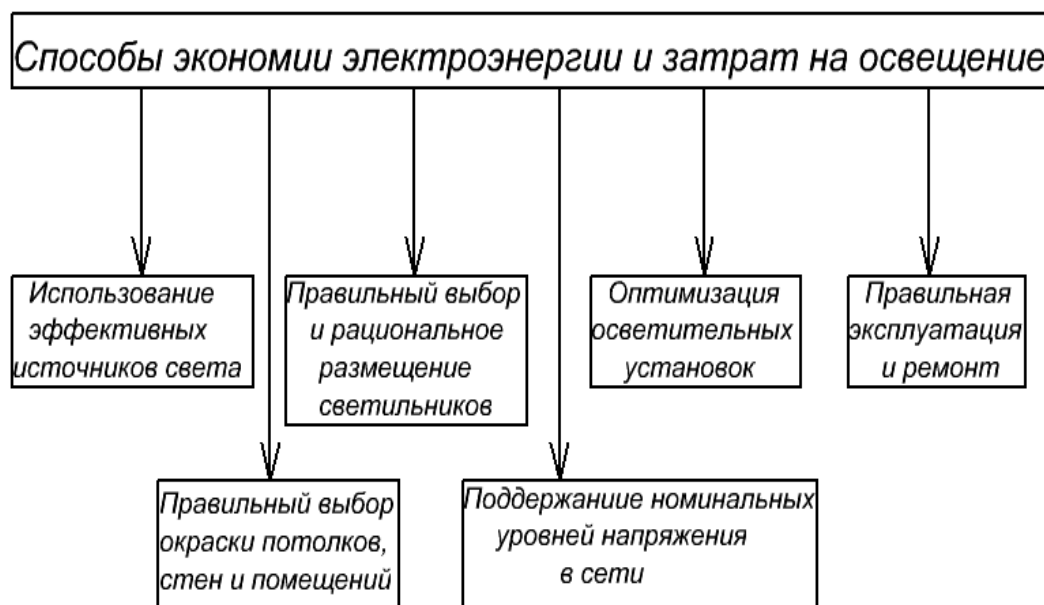 Способы экономии электроэнергии и затрат на освещение
Использование
эффективных
источников света
Правильный выбор
и рациональное
размещение
светильников
Оптимизация
осветительных
установок
Правильная
эксплуатация
и ремонт
Правильный выбор
окраски потолков,
стен и помещений
Поддержаниие номинальных
уровней напряжения
в сети